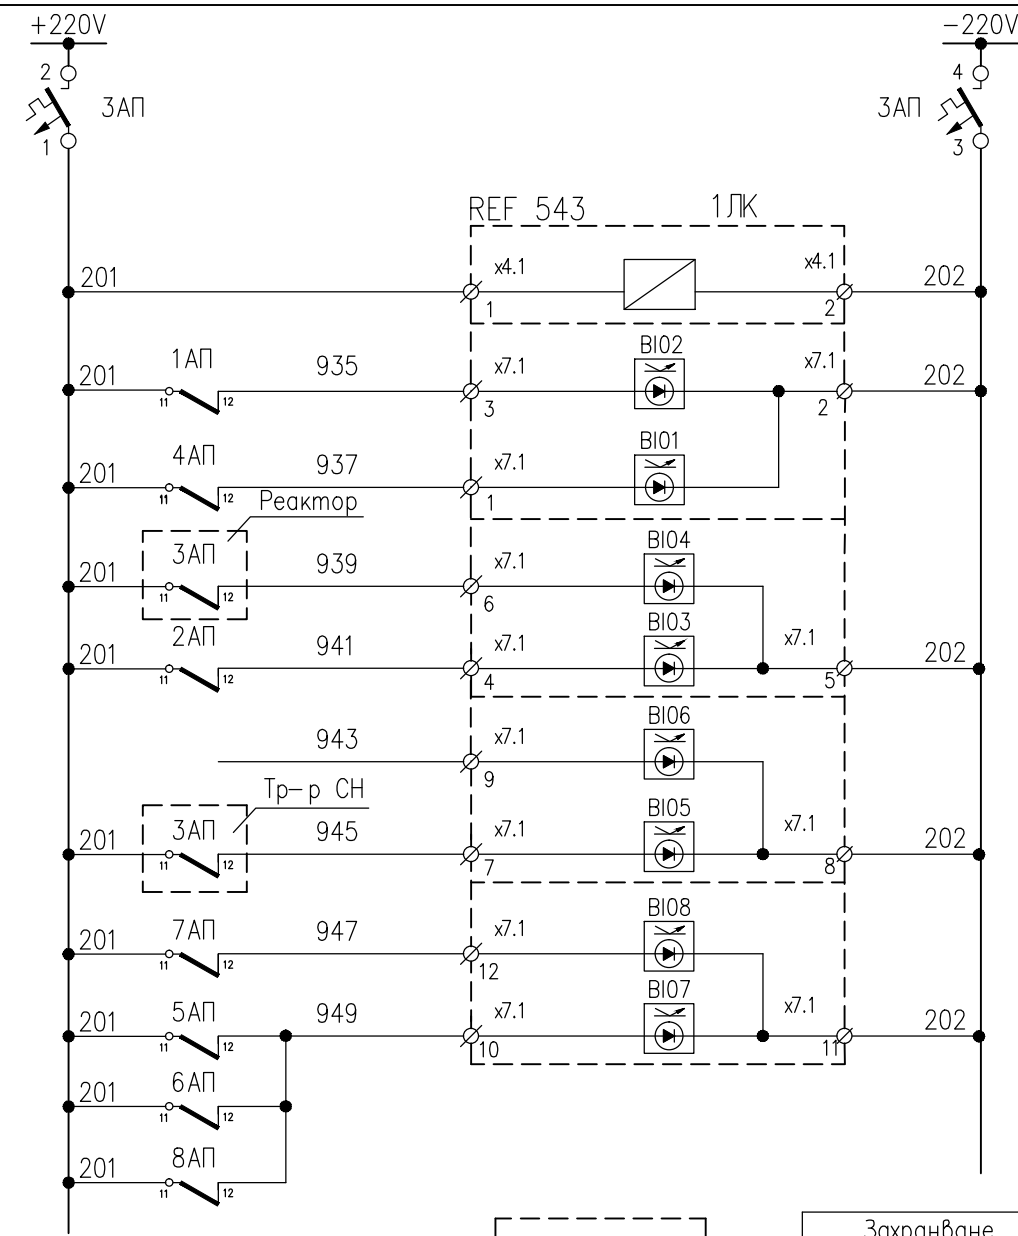 +220V -220V
2 4
3АП 3АП
1 3
REF 543 1ЛК
201 x4.1 x4.1 202
1 2
1АП 935 BI02
201 x7.1 x7.1 202
11 12 3 2
4АП 937 BI01
201 x7.1
11 12 1
Реактор
3АП 939 BI04
201 x7.1
11 12 6
2АП 941 BI03
201 x7.1 x7.1 202
11 12 4 5
943 BI06
x7.1
9
Тр-р СН
3АП 945 BI05
201 x7.1 x7.1 202
11 12 7 8
7АП 947 BI08
201 x7.1
11 12 12
5АП 949 BI07
201 x7.1 x7.1 202
11 12 10 11
6АП
201
11 12
8АП
201
11 12
Захранване